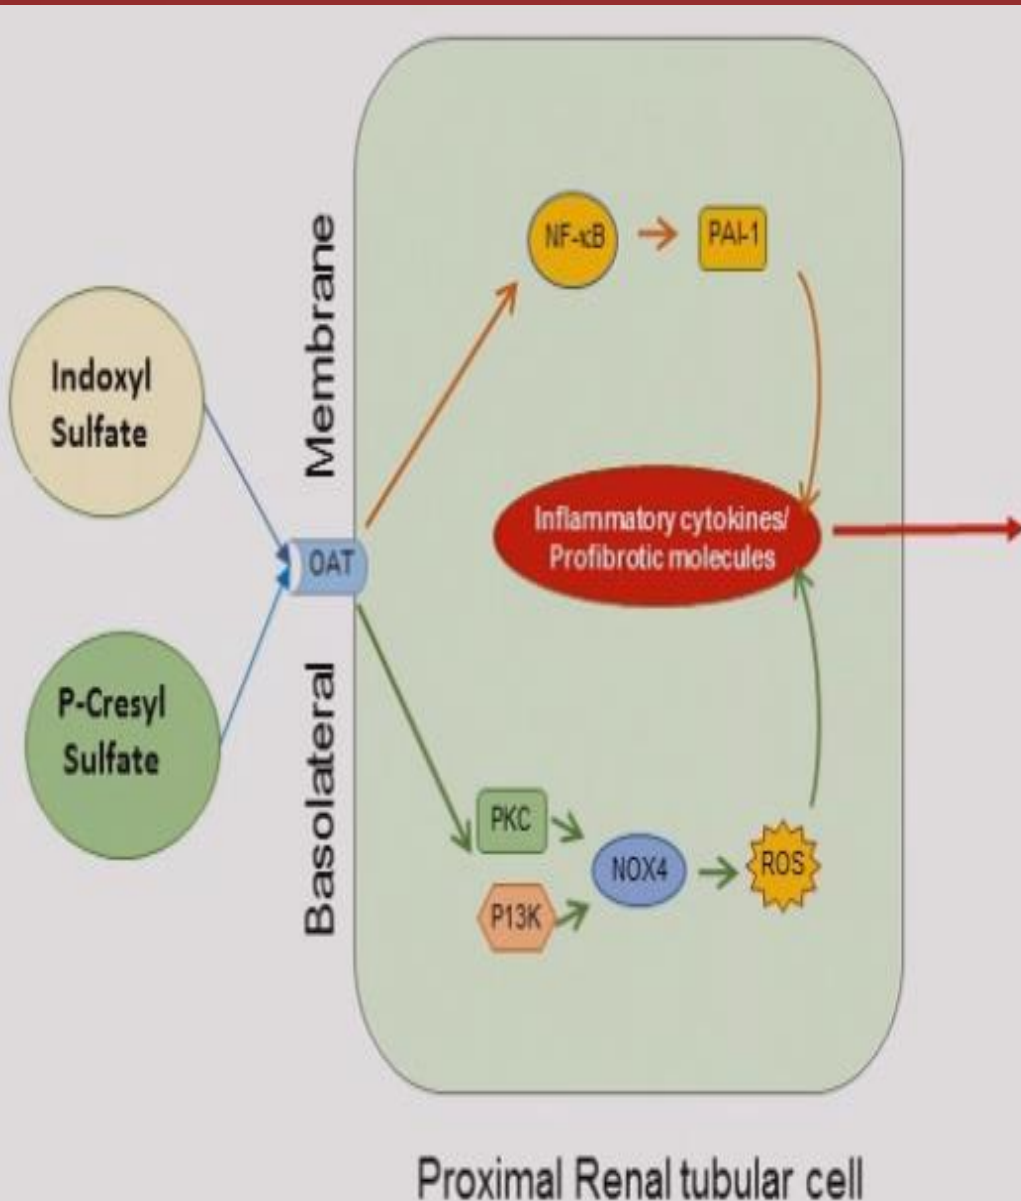 Indoxyl
Sulfate
P-Cresyl
Sulfate
Basolateral Membrane
OAT
NF-κB
PAI-1
Inflammatory cytokines/
Profibrotic molecules
PKC
P13K
NOX4
ROS
Proximal Renal tubular cell